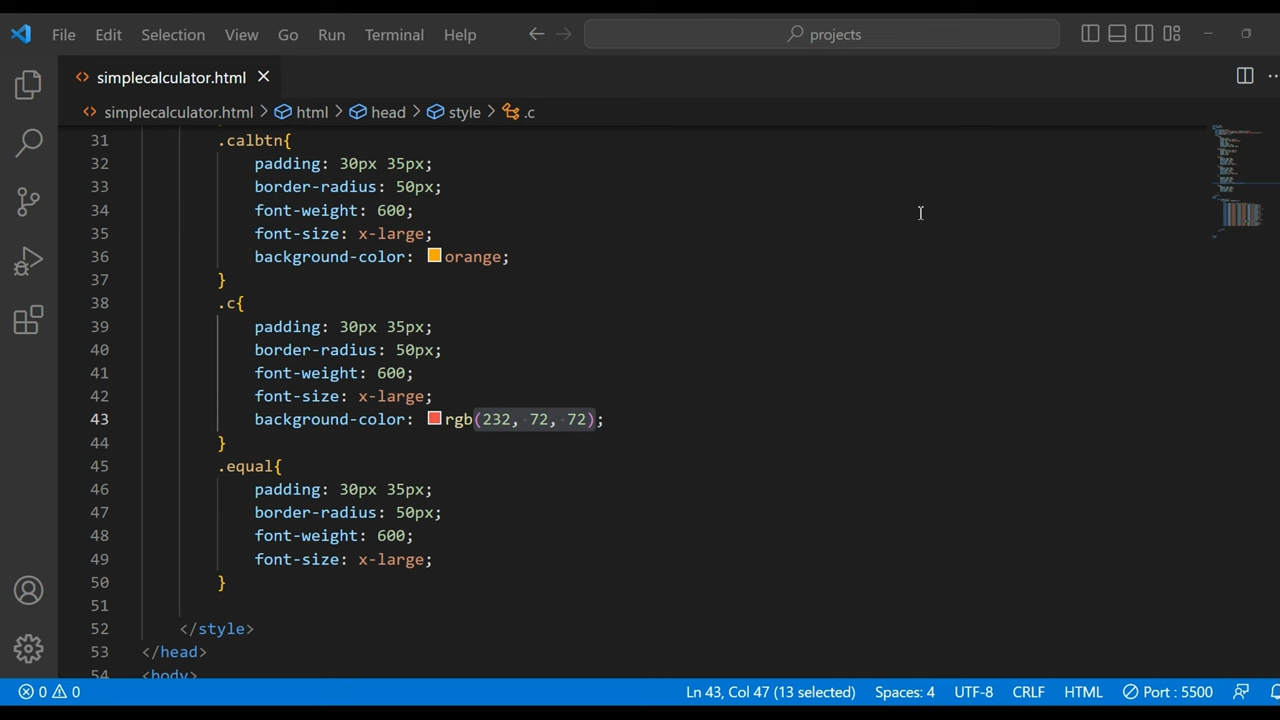 File Edit Selection View Go Run Terminal Help projects
simplecalculator.html
simplecalculator.html > html > head > style > .c
31 .calbtn{
32 padding: 30px 35px;
33 border-radius: 50px;
34 font-weight: 600;
35 font-size: x-large;
36 background-color: orange;
37 }
38 .c{
39 padding: 30px 35px;
40 border-radius: 50px;
41 font-weight: 600;
42 font-size: x-large;
43 background-color: rgb(232, 72, 72);
44 }
45 .equal{
46 padding: 30px 35px;
47 border-radius: 50px;
48 font-weight: 600;
49 font-size: x-large;
50 }
51
52 </style>
53 </head>
54 <body>
0 0 Ln 43, Col 47 (13 selected) Spaces: 4 UTF-8 CRLF HTML Port : 5500